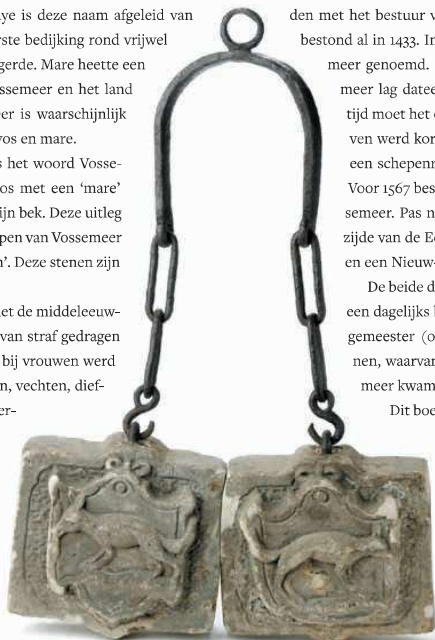 ye is deze naam afgeleid van
rste bedijking rond vrijwel
gerde. Mare heette een
ssemeer en het land
eer is waarschijnlijk
vos en mare.
s het woord Vosse-
os met een ‘mare’
ijn bek. Deze uitleg
pen van Vossemeer
n’. Deze stenen zijn
et de middeleeuw-
van straf gedragen
bij vrouwen werd
n, vechten, dief-
er-
den met het bestuur v
bestond al in 1433. In
meer genoemd.
meer lag datee
tijd moet het
ven werd kor
een schepenn
Voor 1567 bes
semeer. Pas n
zijde van de Ee
en een Nieuw-
De beide d
een dagelijks b
gemeester (o
nen, waarvan
meer kwam
Dit boe